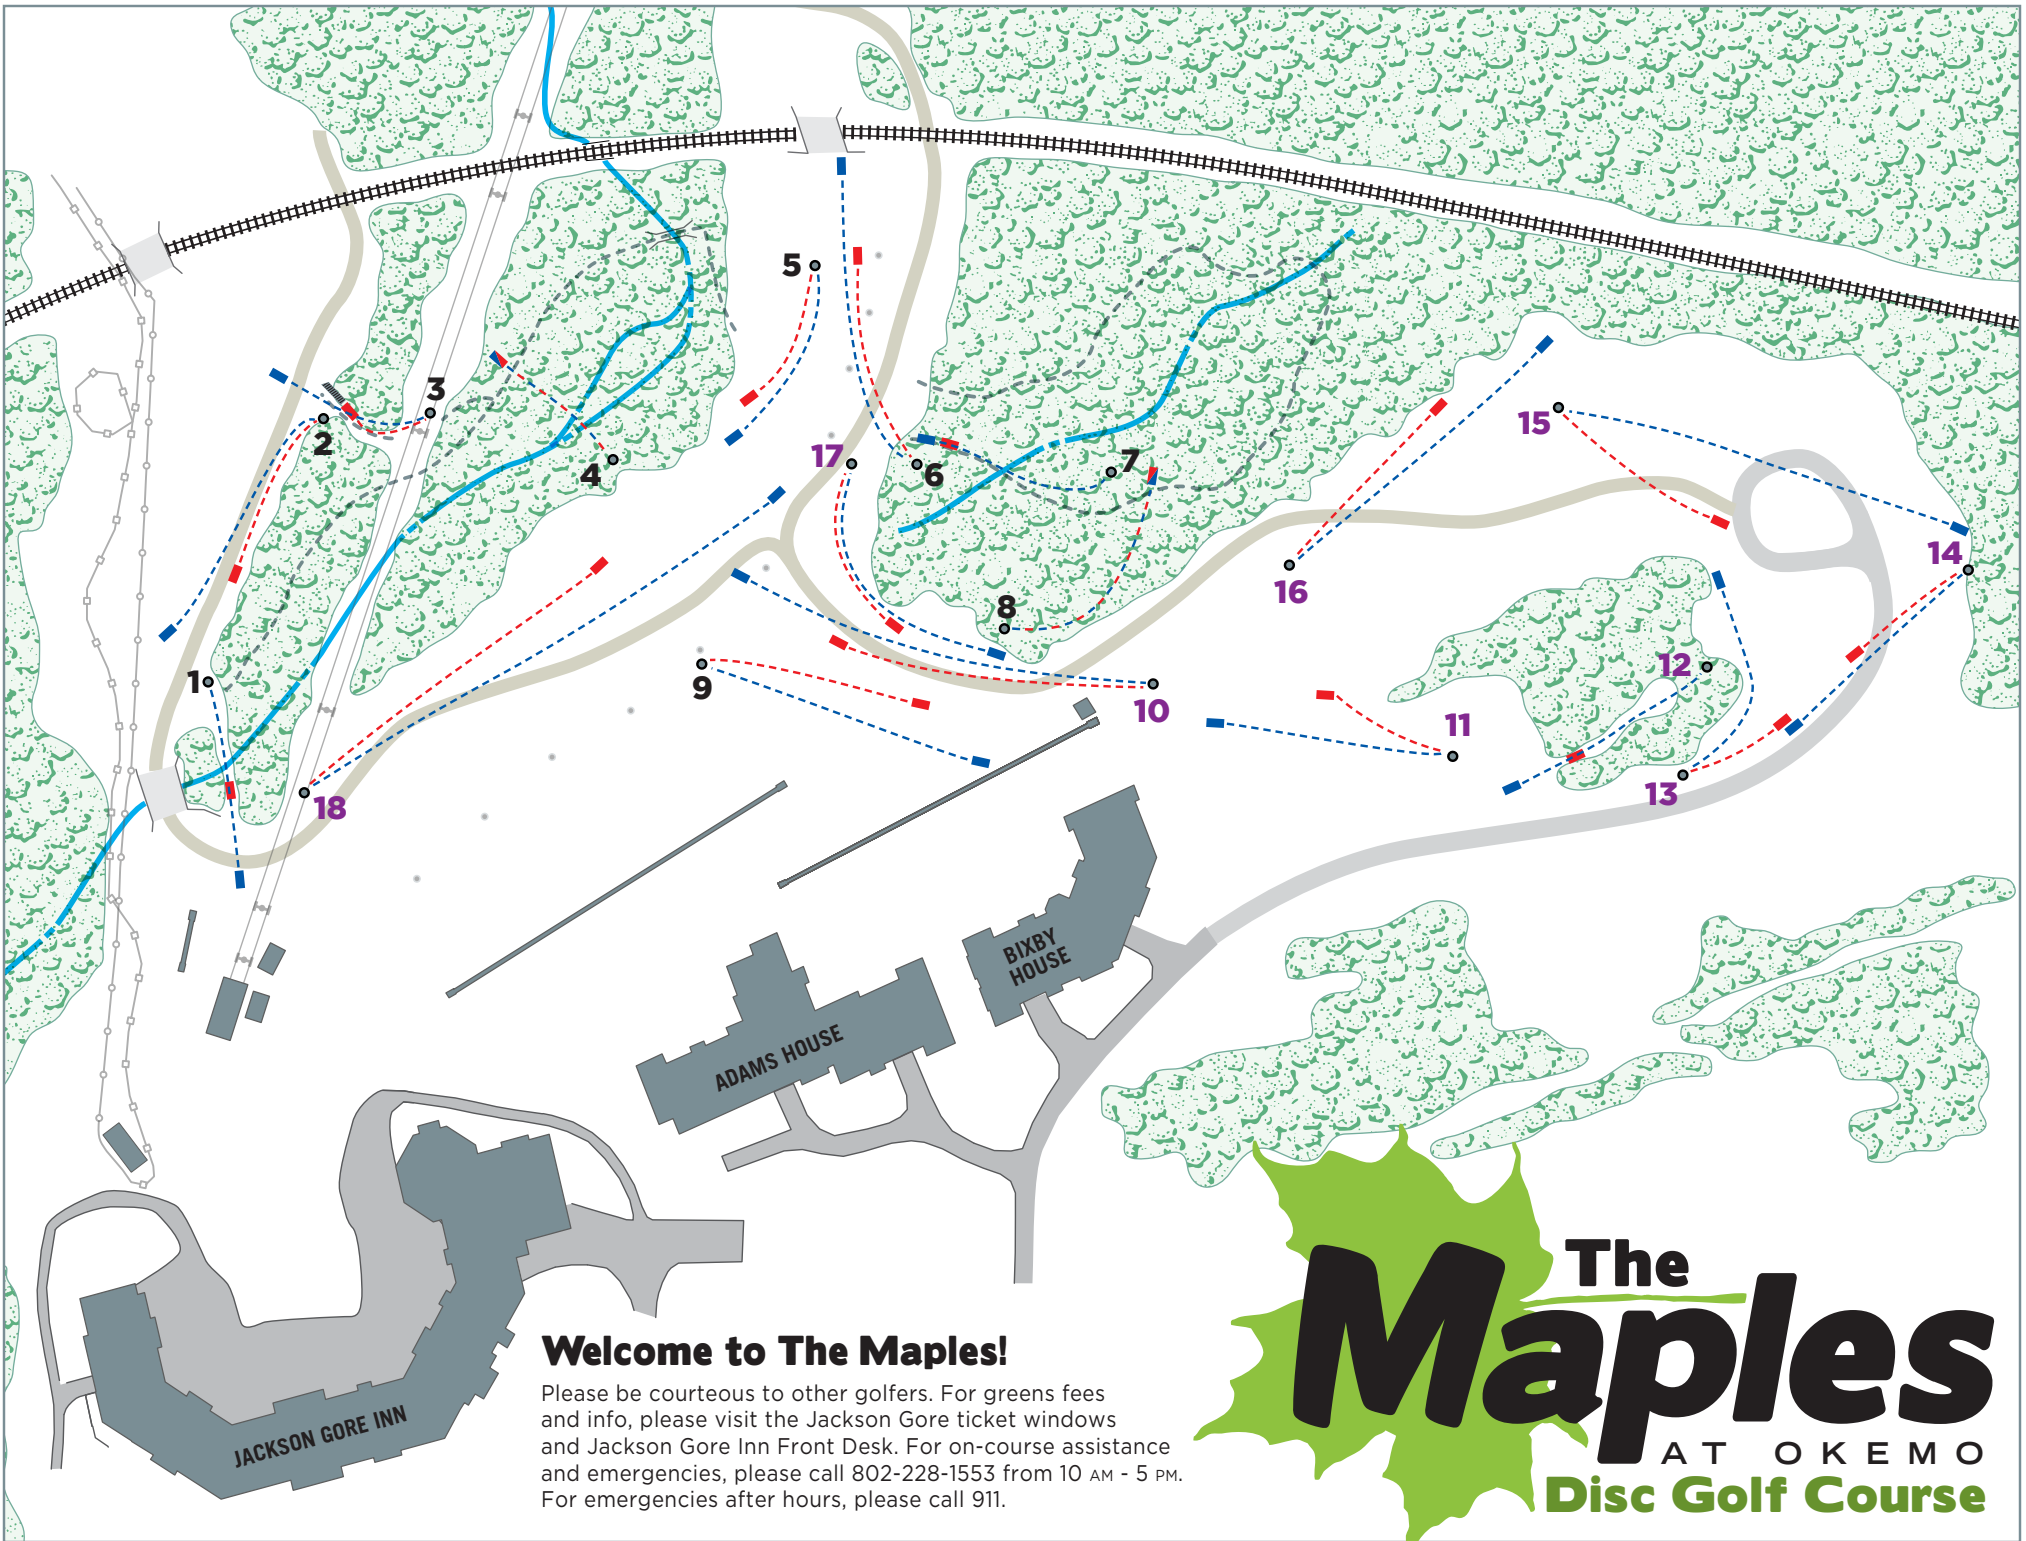 5
3
2
4
17
6
7
15
14
16
1
8
12
9
10
11
13
18
BIXBY
HOUSE
ADAMS HOUSE
JACKSON GORE INN
Welcome to The Maples!
Please be courteous to other golfers. For greens fees
and info, please visit the Jackson Gore ticket windows
and Jackson Gore Inn Front Desk. For on-course assistance
and emergencies, please call 802-228-1553 from 10 AM - 5 PM.
For emergencies after hours, please call 911.
The
Maples
AT OKEMO
Disc Golf Course